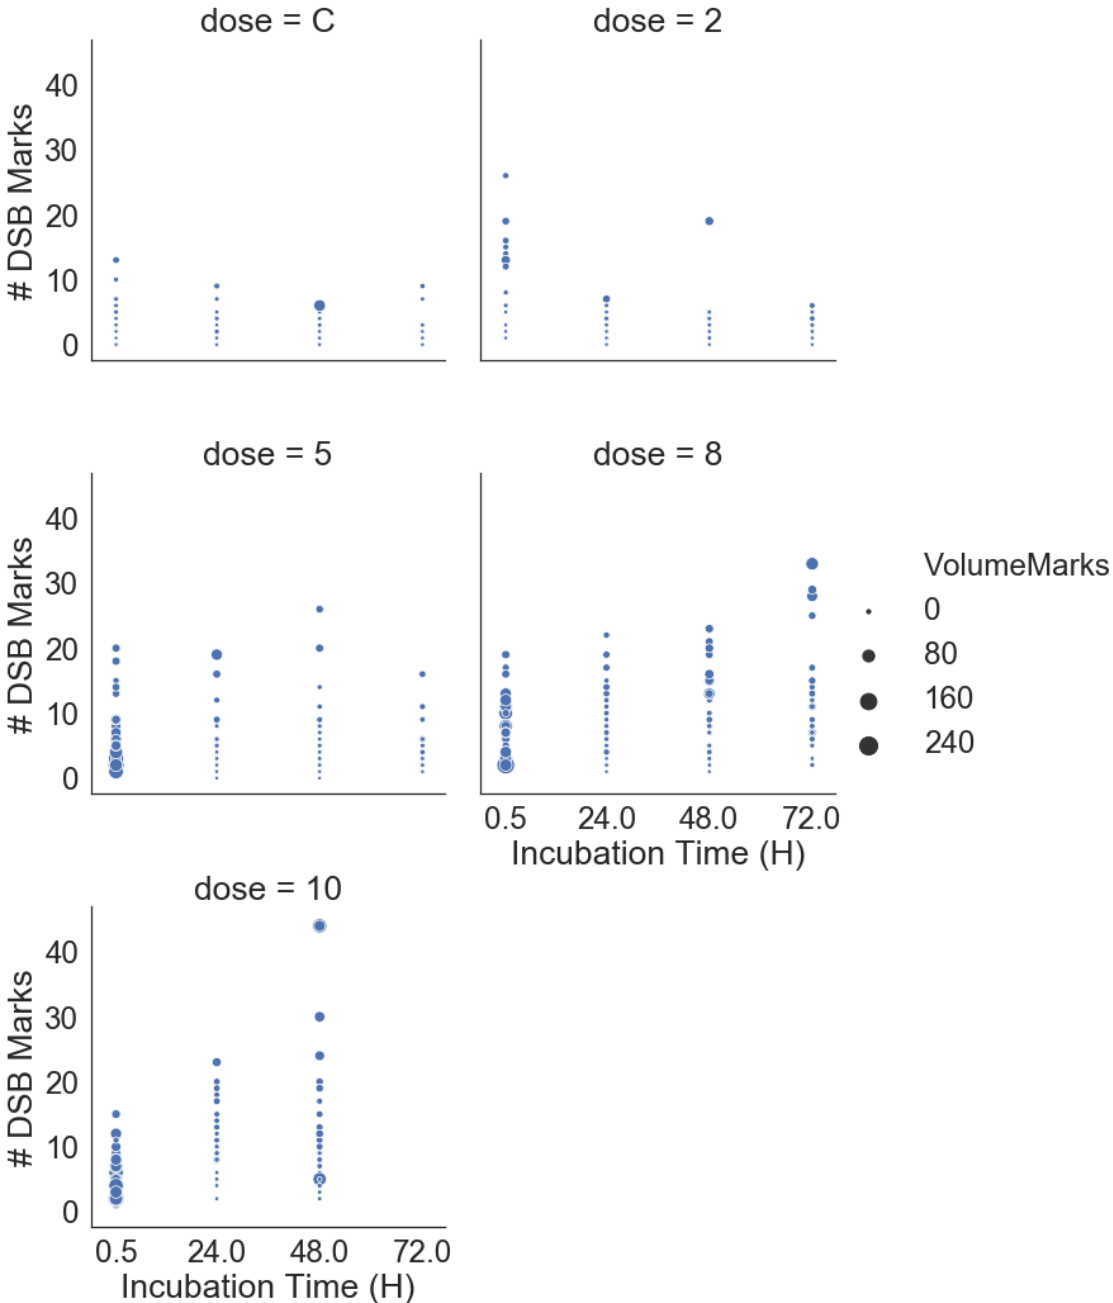 dose = C
dose = 2
# DSB Marks
40
30
20
10
0
dose = 5
dose = 8
# DSB Marks
40
30
20
10
0
0.5 24.0 48.0 72.0
Incubation Time (H)
VolumeMarks
0
80
160
240
dose = 10
# DSB Marks
40
30
20
10
0
0.5 24.0 48.0 72.0
Incubation Time (H)